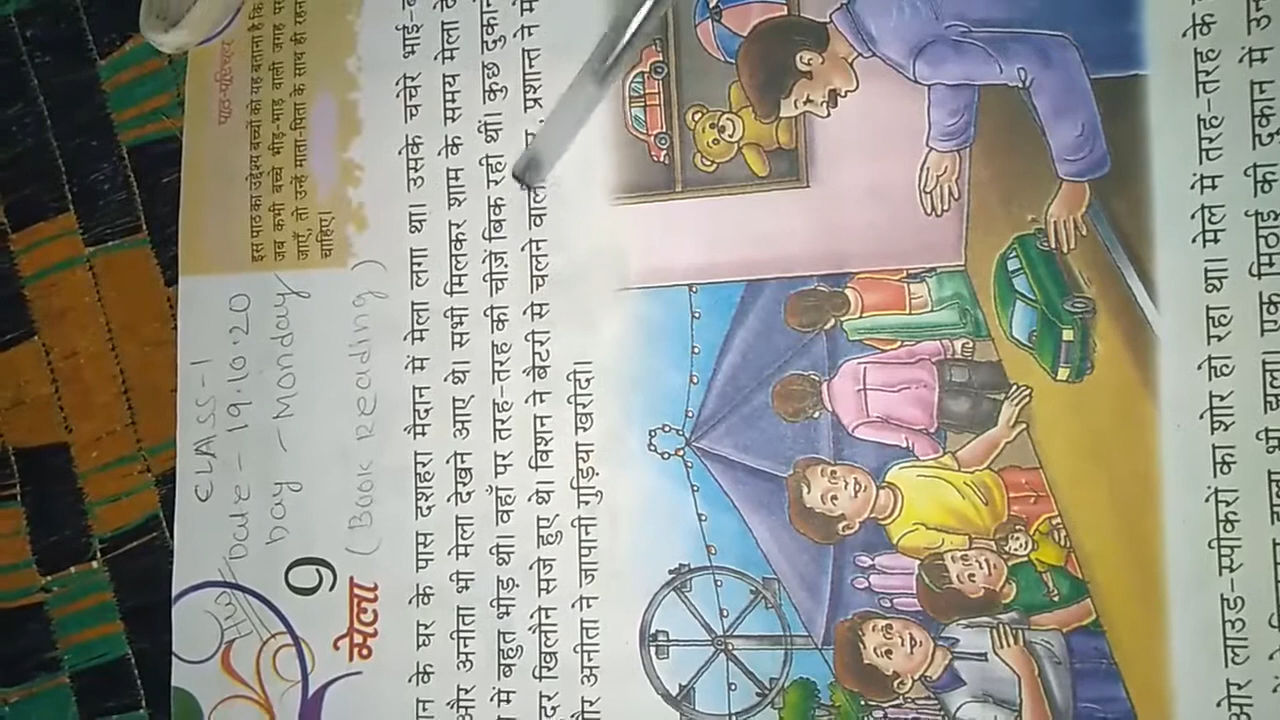 CLASS-1
Date - 19.10.20
Day - Monday
(Book Reading)
9
मेला
पाठ-परिचय
इस पाठ का उद्देश्य बच्चों को यह बताना है कि
जब कभी बच्चे भीड़-भाड़ वाली जगह पर
जाएँ, तो उन्हें माता-पिता के साथ ही रहना
चाहिए।
के घर के पास दशहरा मैदान में मेला लगा था। उसके चचेरे भाई-
और अनीता भी मेला देखने आए थे। सभी मिलकर शाम के समय मेला
में बहुत भीड़ थी। वहाँ पर तरह-तरह की चीज़ें बिक रही थीं। कुछ
खिलौने सजे हुए थे। बिशन ने बैटरी से चलने प्रशान्त ने
और अनीता ने जापानी गुड़िया खरीदी।
ओर लाउड-स्पीकरों का शोर हो रहा था। मेले में तरह-तरह के
भी डाला। एक मिठाई की दुकान में